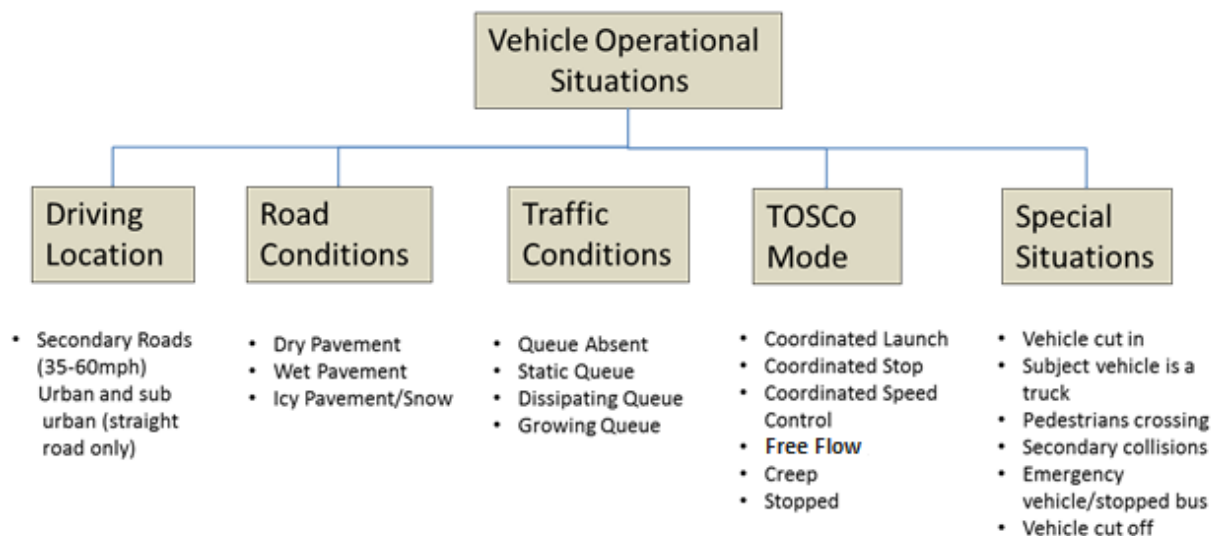 Vehicle Operational
Situations
Driving
Location
Road
Conditions
Traffic
Conditions
TOSCo
Mode
Special
Situations
• Secondary Roads
(35-60mph)
Urban and sub
urban (straight
road only)
• Dry Pavement
• Wet Pavement
• Icy Pavement/Snow
• Queue Absent
• Static Queue
• Dissipating Queue
• Growing Queue
• Coordinated Launch
• Coordinated Stop
• Coordinated Speed
Control
• Free Flow
• Creep
• Stopped
• Vehicle cut in
• Subject vehicle is a
truck
• Pedestrians crossing
• Secondary collisions
• Emergency
vehicle/stopped bus
• Vehicle cut off